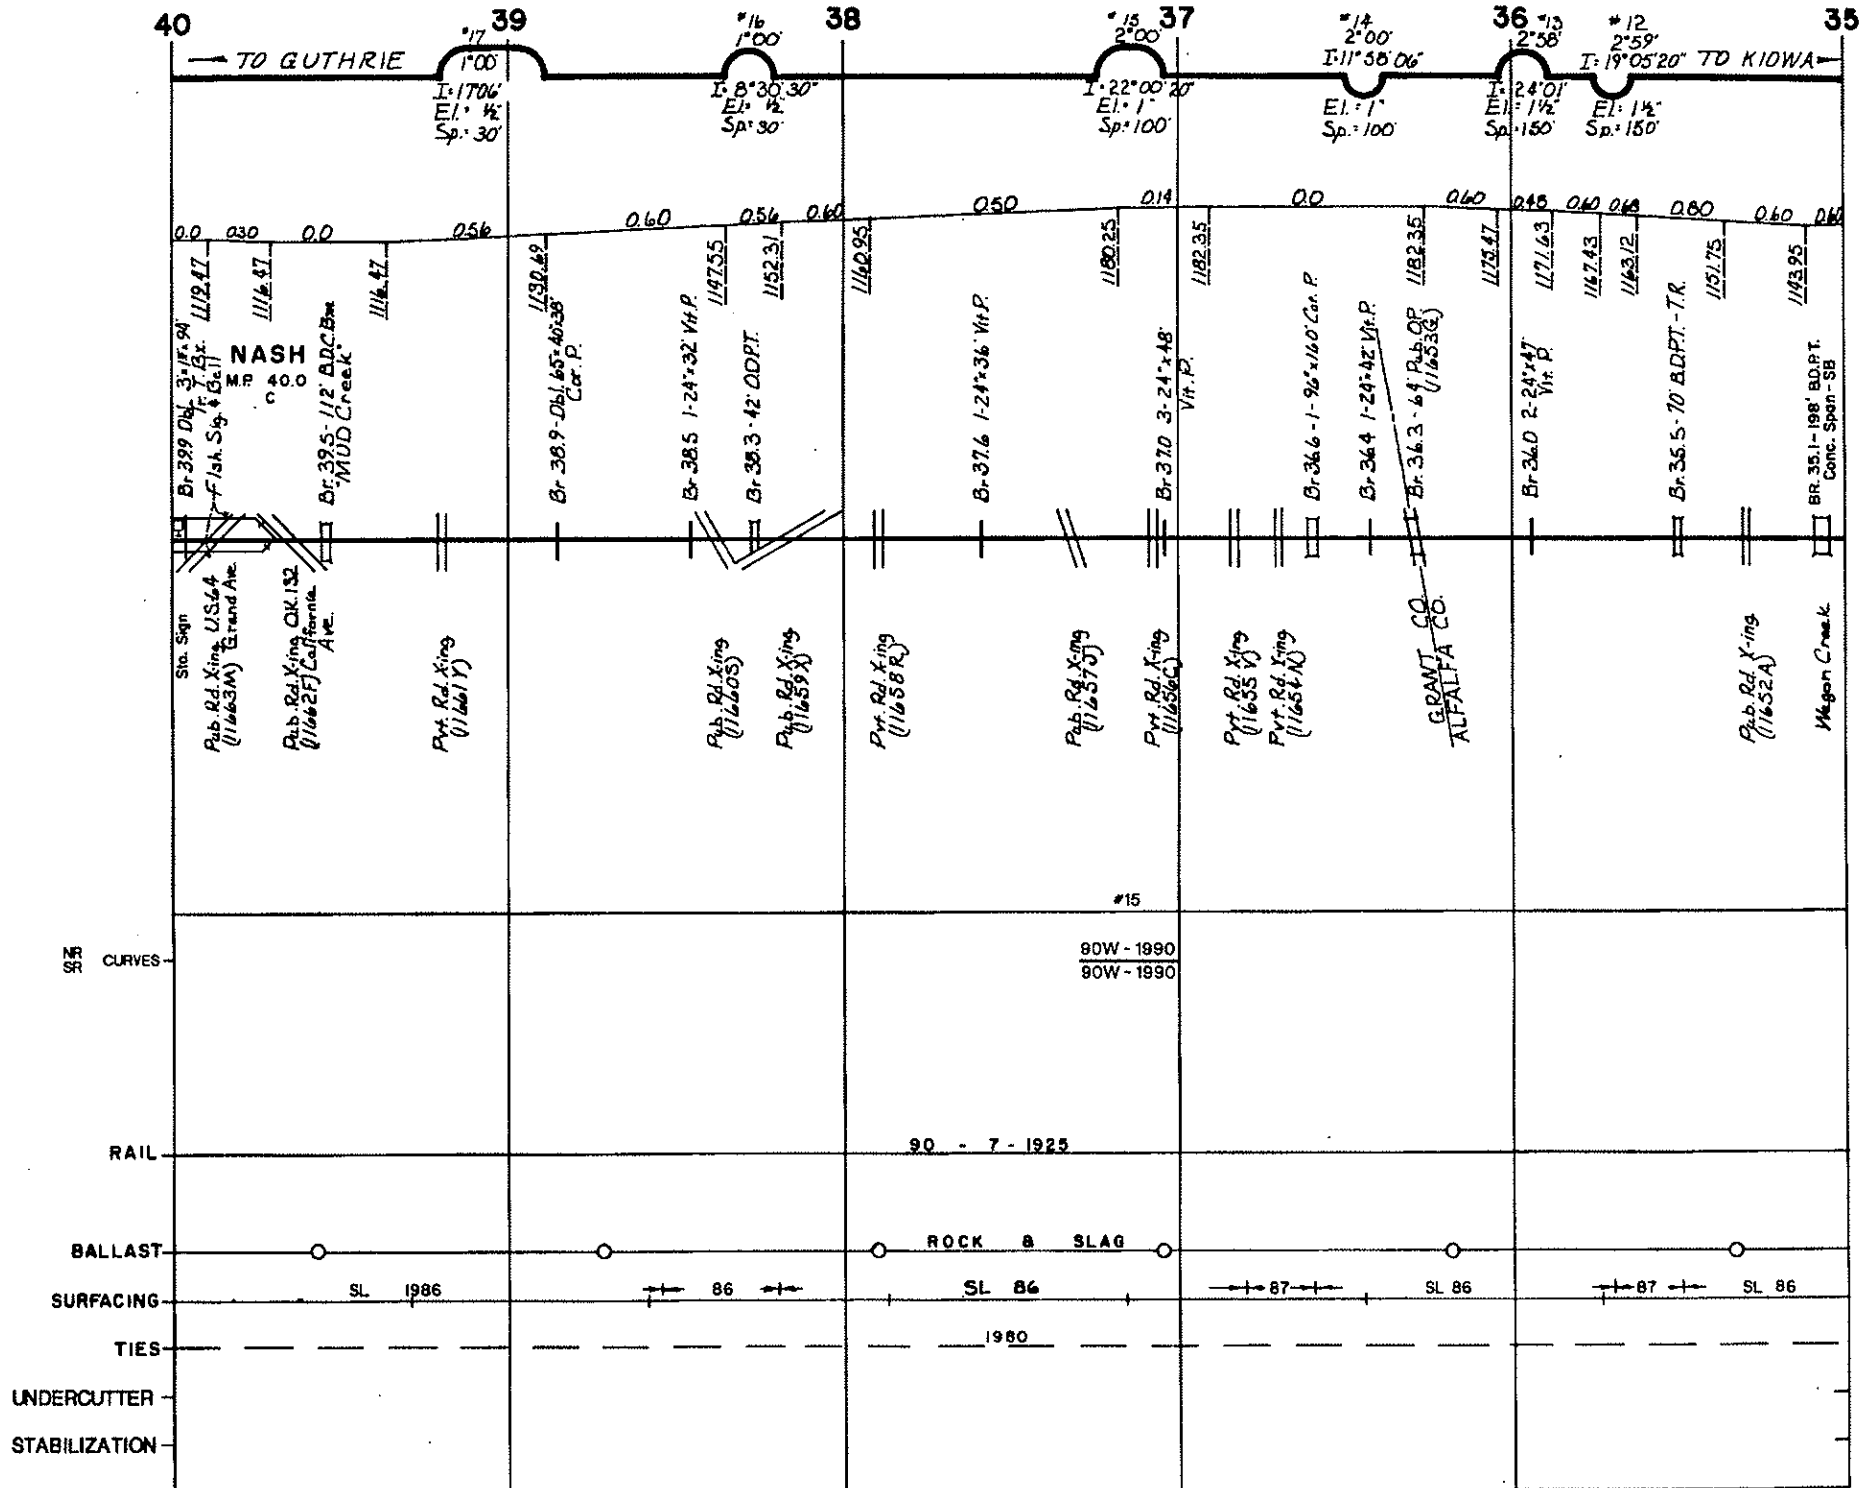 40 39 38 37 36 35
TO GUTHRIE
TO KIOWA
#17
1°00'
I=17°06'
El.= ½"
Sp.= 30'
#16
1°00'
I=8°30'30"
El.= ½"
Sp.= 30'
#15
2°00'
I=22°00'20"
El.= 1"
Sp.= 100'
#14
2°00'
I=11°58'06"
El.= 1"
Sp.= 100'
#13
2°58'
I=24°01'
El.= 1½"
Sp.= 150'
#12
2°59'
I=19°05'20"
El.= 1½"
Sp.= 150'
0.0 0.30 0.0 0.56 0.60 0.56 0.60 0.50 0.14 0.0 0.60 0.48 0.60 0.68 0.80 0.60 0.60
1119.47
1116.47
1116.47
1130.69
1147.55
1152.31
1160.95
1180.25
1182.35
1182.35
1175.47
1171.63
1167.43
1163.12
1151.75
1143.95
Br. 39.9 Dbl. 3'x1'x94'
Tr. T. Bx.
Flsh. Sig. & Bell
NASH
M.P. 40.0
C
Br. 39.5-112' B.D.C.Bm
"MUD Creek"
Br. 38.9-Dbl. 65"x40"x38'
Cor. P.
Br. 38.5 1-24"x32' Vit. P.
Br. 38.3-42' O.D.P.T.
Br. 37.6 1-24"x36' Vit. P.
Br. 37.0 3-24"x48'
Vit. P.
Br. 36.6-1-96"x160' Cor. P.
Br. 36.4 1-24"x42' Vit. P.
Br. 36.3-64' Pub. OP
(11653G)
Br. 36.0 2-24"x47'
Vit. P.
Br. 35.5-70' B.D.P.T.-T.R.
BR. 35.1-198' B.D.P.T.
Conc. Span-SB
Sta. Sign
Pub. Rd. X-ing U.S.64
(11663M) Grand Ave.
Pub. Rd. X-ing OK.132
(11662F) California
Ave.
Pvt. Rd. X-ing
(11661Y)
Pub. Rd. X-ing
(11660S)
Pub. Rd. X-ing
(11659X)
Pvt. Rd. X-ing
(11658R)
Pub. Rd. X-ing
(11657J)
Pvt. Rd. X-ing
(11656C)
Pvt. Rd. X-ing
(11655V)
Pvt. Rd. X-ing
(11654N)
GRANT CO.
ALFALFA CO.
Pub. Rd. X-ing
(11652A)
Wagon Creek
#15
NB
SB
CURVES
90W-1990
90W-1990
RAIL
90 - 7 - 1925
BALLAST
ROCK & SLAG
SURFACING
SL 1986 86 SL 86 87 SL 86 87 SL 86
TIES
1980
UNDERCUTTER
STABILIZATION